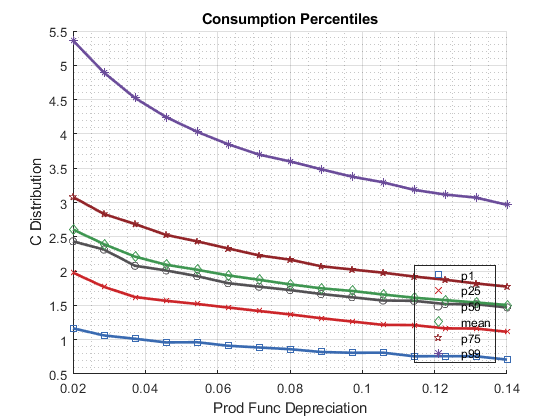 Consumption Percentiles
5.5
5
4.5
4
3.5
3
2.5
2
1.5
1
0.5
C Distribution
p1
p25
p50
mean
p75
p99
0.02
0.04
0.06
0.08
0.1
0.12
0.14
Prod Func Depreciation